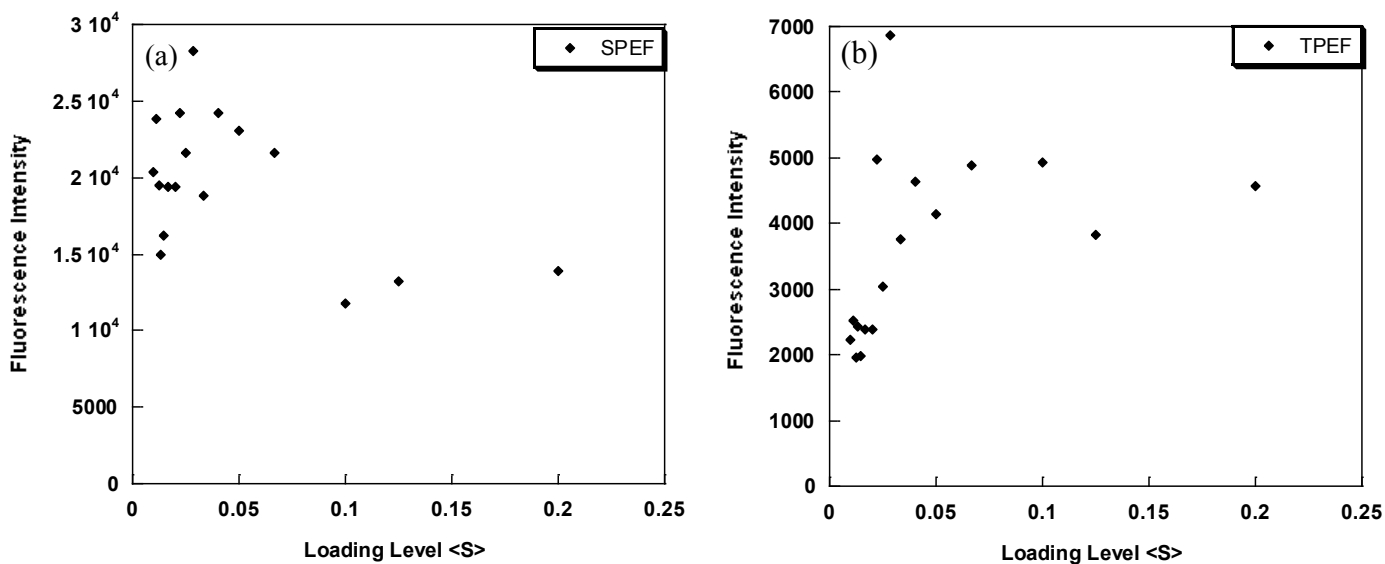 (a)
SPEF
3 10⁴
2.5 10⁴
2 10⁴
1.5 10⁴
1 10⁴
5000
0
Fluorescence Intensity
0 0.05 0.1 0.15 0.2 0.25
Loading Level <S>
(b)
TPEF
7000
6000
5000
4000
3000
2000
1000
0
Fluorescence Intensity
0 0.05 0.1 0.15 0.2 0.25
Loading Level <S>